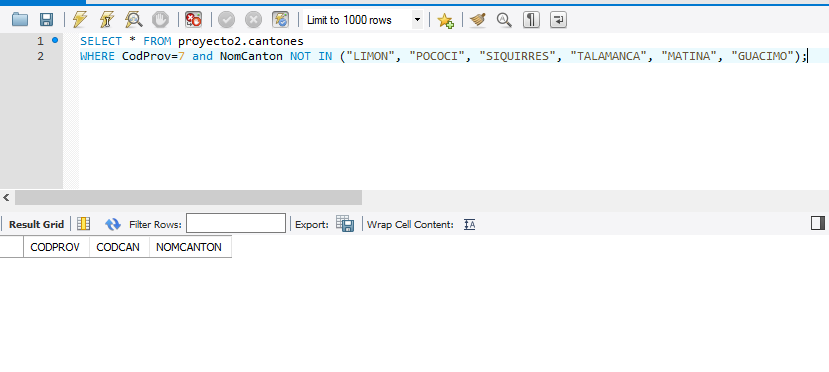 Limit to 1000 rows
1 SELECT * FROM proyecto2.cantones
2 WHERE CodProv=7 and NomCanton NOT IN ("LIMON", "POCOCI", "SIQUIRRES", "TALAMANCA", "MATINA", "GUACIMO");
Result Grid Filter Rows: Export: Wrap Cell Content:
CODPROV CODCAN NOMCANTON